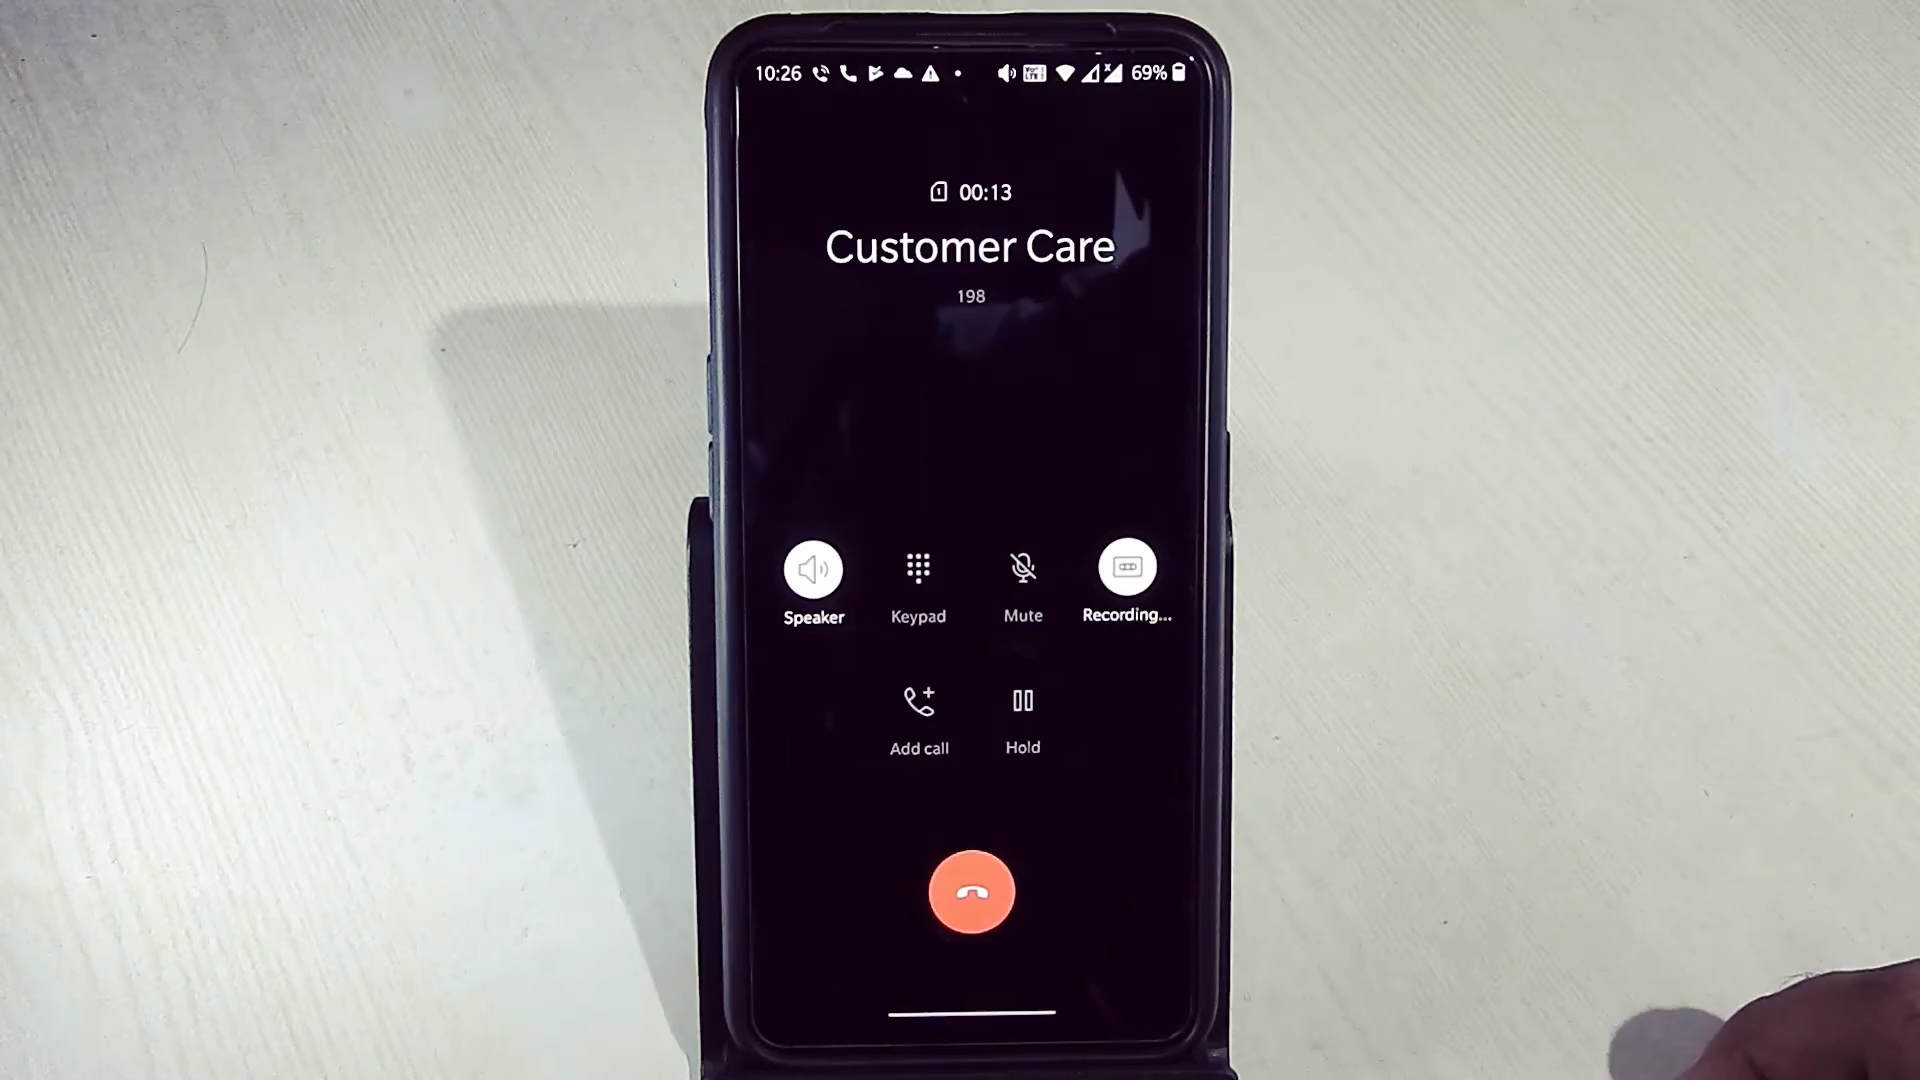 10:26 69%
00:13
Customer Care
198
Speaker Keypad Mute Recording...
Add call Hold